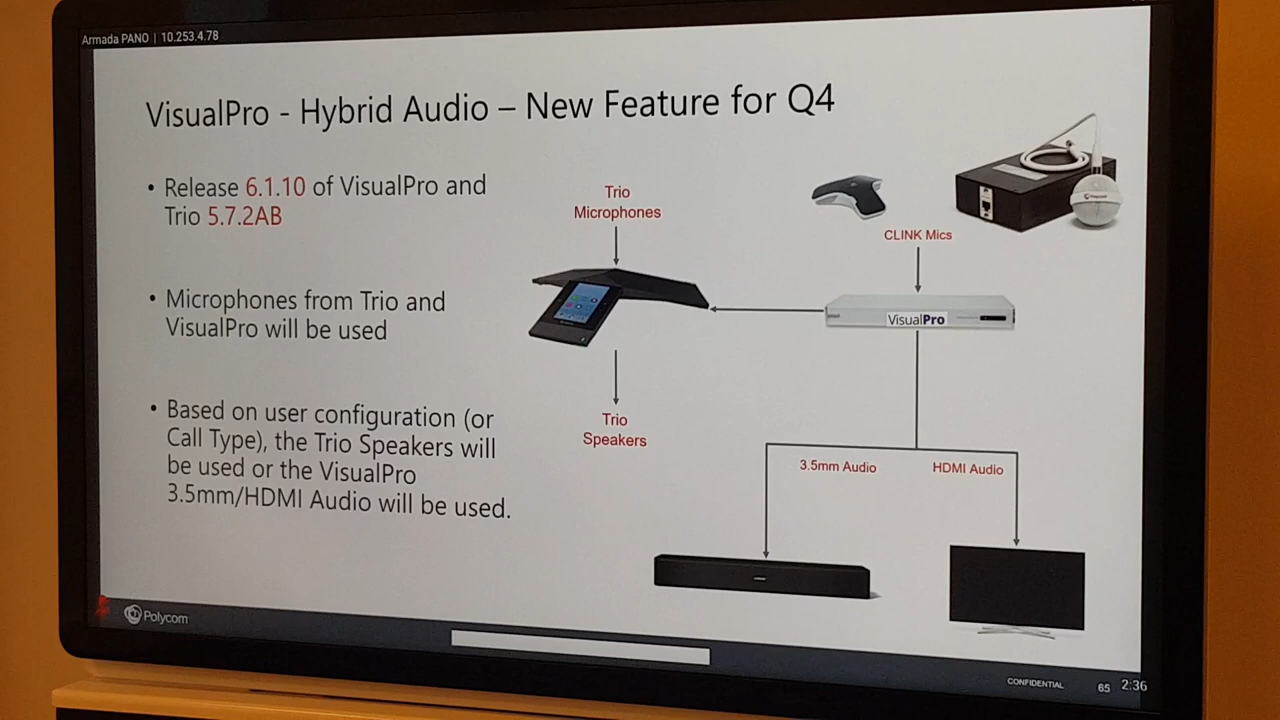 Armada PANO | 10.253.4.78
VisualPro - Hybrid Audio – New Feature for Q4
• Release 6.1.10 of VisualPro and
Trio 5.7.2AB
• Microphones from Trio and
VisualPro will be used
• Based on user configuration (or
Call Type), the Trio Speakers will
be used or the VisualPro
3.5mm/HDMI Audio will be used.
Trio
Microphones
Trio
Speakers
CLINK Mics
VisualPro
3.5mm Audio
HDMI Audio
Polycom
CONFIDENTIAL
65
2:36